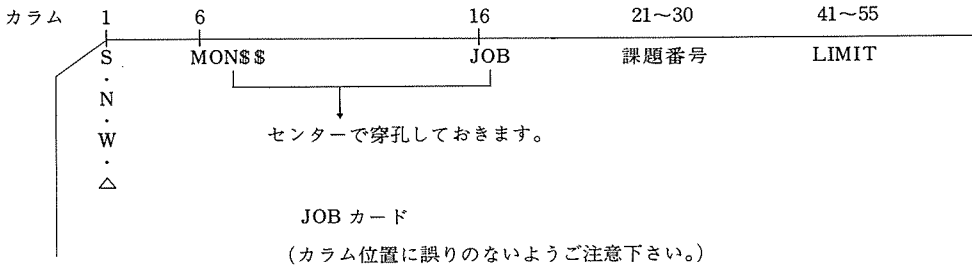 カラム 1 6 16 21〜30 41〜55
S MON$$ JOB 課題番号 LIMIT
・
N
・
W
・
△
センターで穿孔しておきます。
JOB カード
(カラム位置に誤りのないようご注意下さい。)